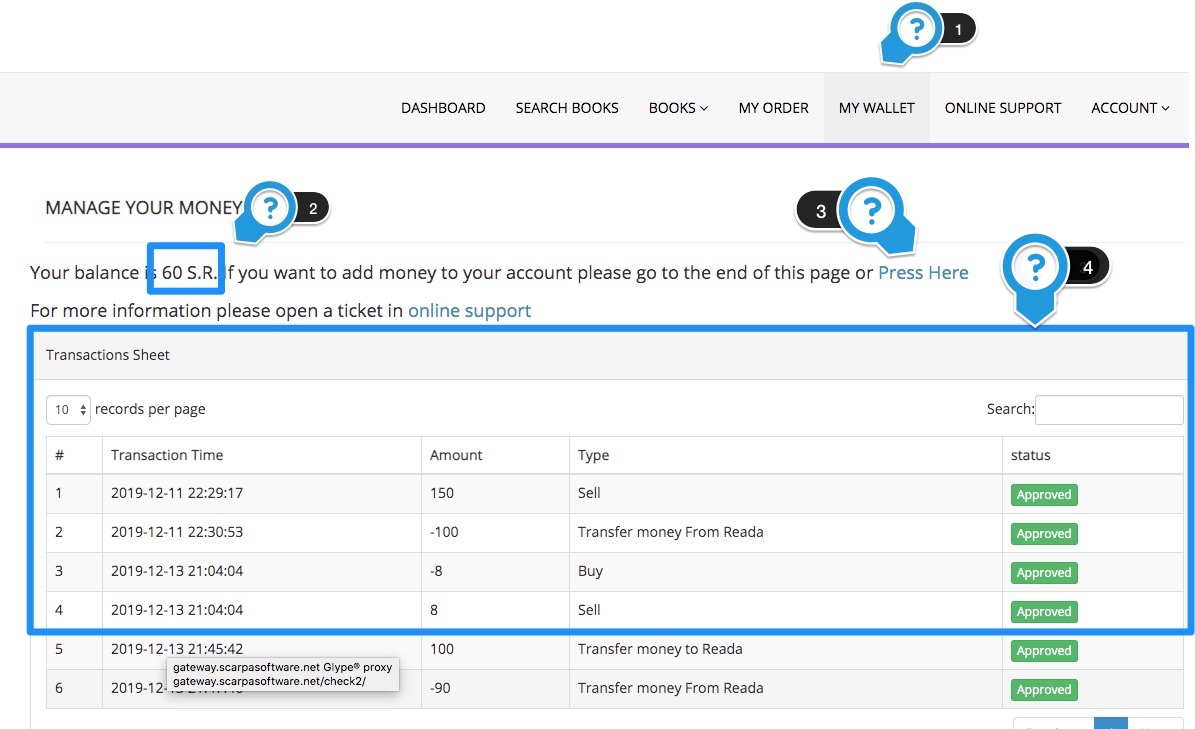 ? 1
DASHBOARD SEARCH BOOKS BOOKS MY ORDER MY WALLET ONLINE SUPPORT ACCOUNT
MANAGE YOUR MONEY ? 2 3 ?
Your balance is 60 S.R. If you want to add money to your account please go to the end of this page or Press Here ? 4
For more information please open a ticket in online support
Transactions Sheet
10 records per page Search:
# Transaction Time Amount Type status
1 2019-12-11 22:29:17 150 Sell Approved
2 2019-12-11 22:30:53 -100 Transfer money From Reada Approved
3 2019-12-13 21:04:04 -8 Buy Approved
4 2019-12-13 21:04:04 8 Sell Approved
5 2019-12-13 21:45:42 100 Transfer money to Reada Approved
gateway.scarpasoftware.net Glype® proxy
gateway.scarpasoftware.net/check2/
6 2019-12- -90 Transfer money From Reada Approved